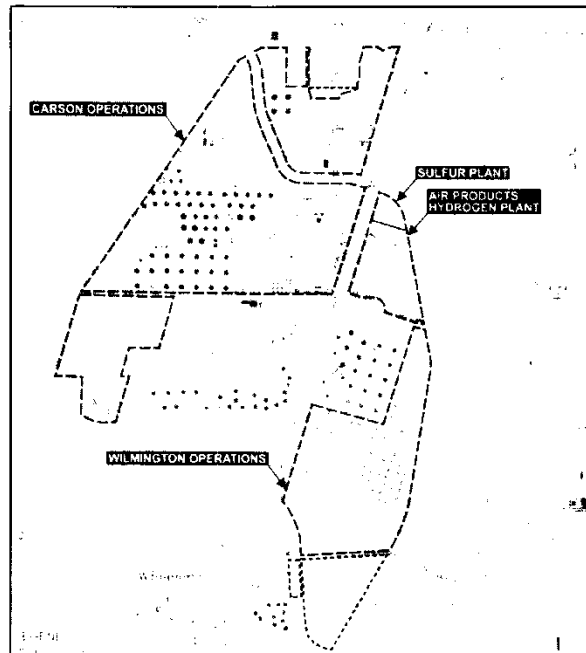 CARSON OPERATIONS
SULFUR PLANT
AIR PRODUCTS
HYDROGEN PLANT
WILMINGTON OPERATIONS